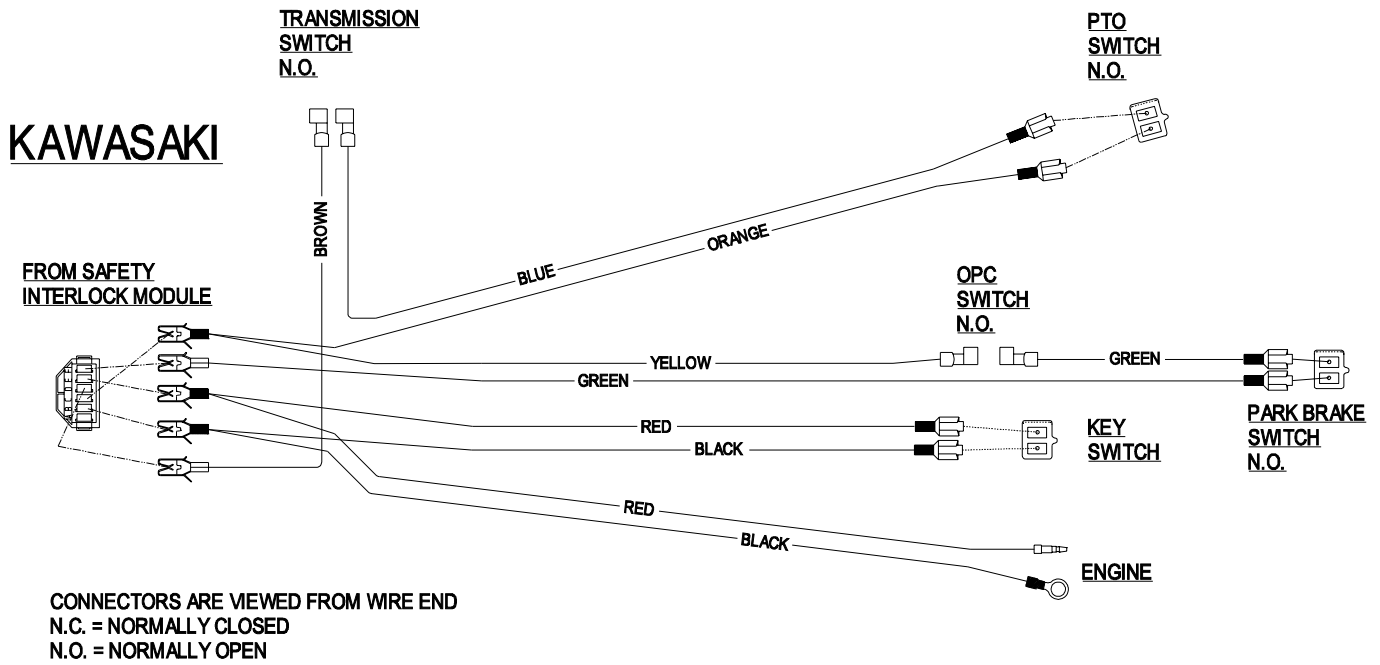 TRANSMISSION
SWITCH
N.O.
PTO
SWITCH
N.O.
KAWASAKI
BROWN
ORANGE
BLUE
FROM SAFETY
INTERLOCK MODULE
OPC
SWITCH
N.O.
YELLOW
GREEN
GREEN
RED
BLACK
KEY
SWITCH
PARK BRAKE
SWITCH
N.O.
RED
BLACK
ENGINE
CONNECTORS ARE VIEWED FROM WIRE END
N.C. = NORMALLY CLOSED
N.O. = NORMALLY OPEN